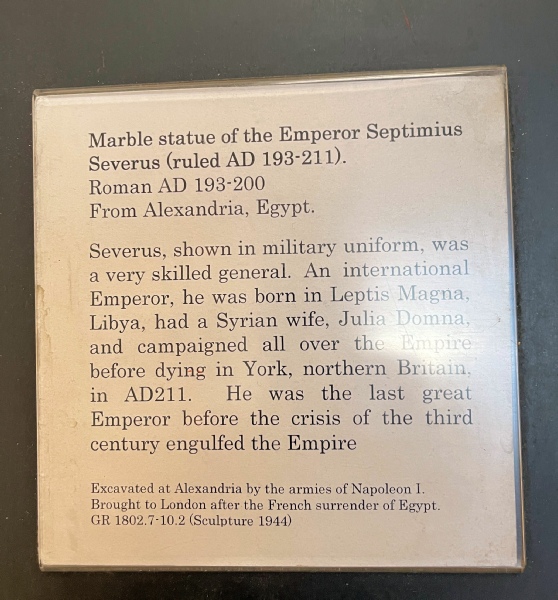 Marble statue of the Emperor Septimius
Severus (ruled AD 193-211).
Roman AD 193-200
From Alexandria, Egypt.
Severus, shown in military uniform, was
a very skilled general. An international
Emperor, he was born in Leptis Magna,
Libya, had a Syrian wife, Julia Domna,
and campaigned all over the Empire
before dying in York, northern Britain,
in AD211. He was the last great
Emperor before the crisis of the third
century engulfed the Empire
Excavated at Alexandria by the armies of Napoleon I.
Brought to London after the French surrender of Egypt.
GR 1802.7-10.2 (Sculpture 1944)